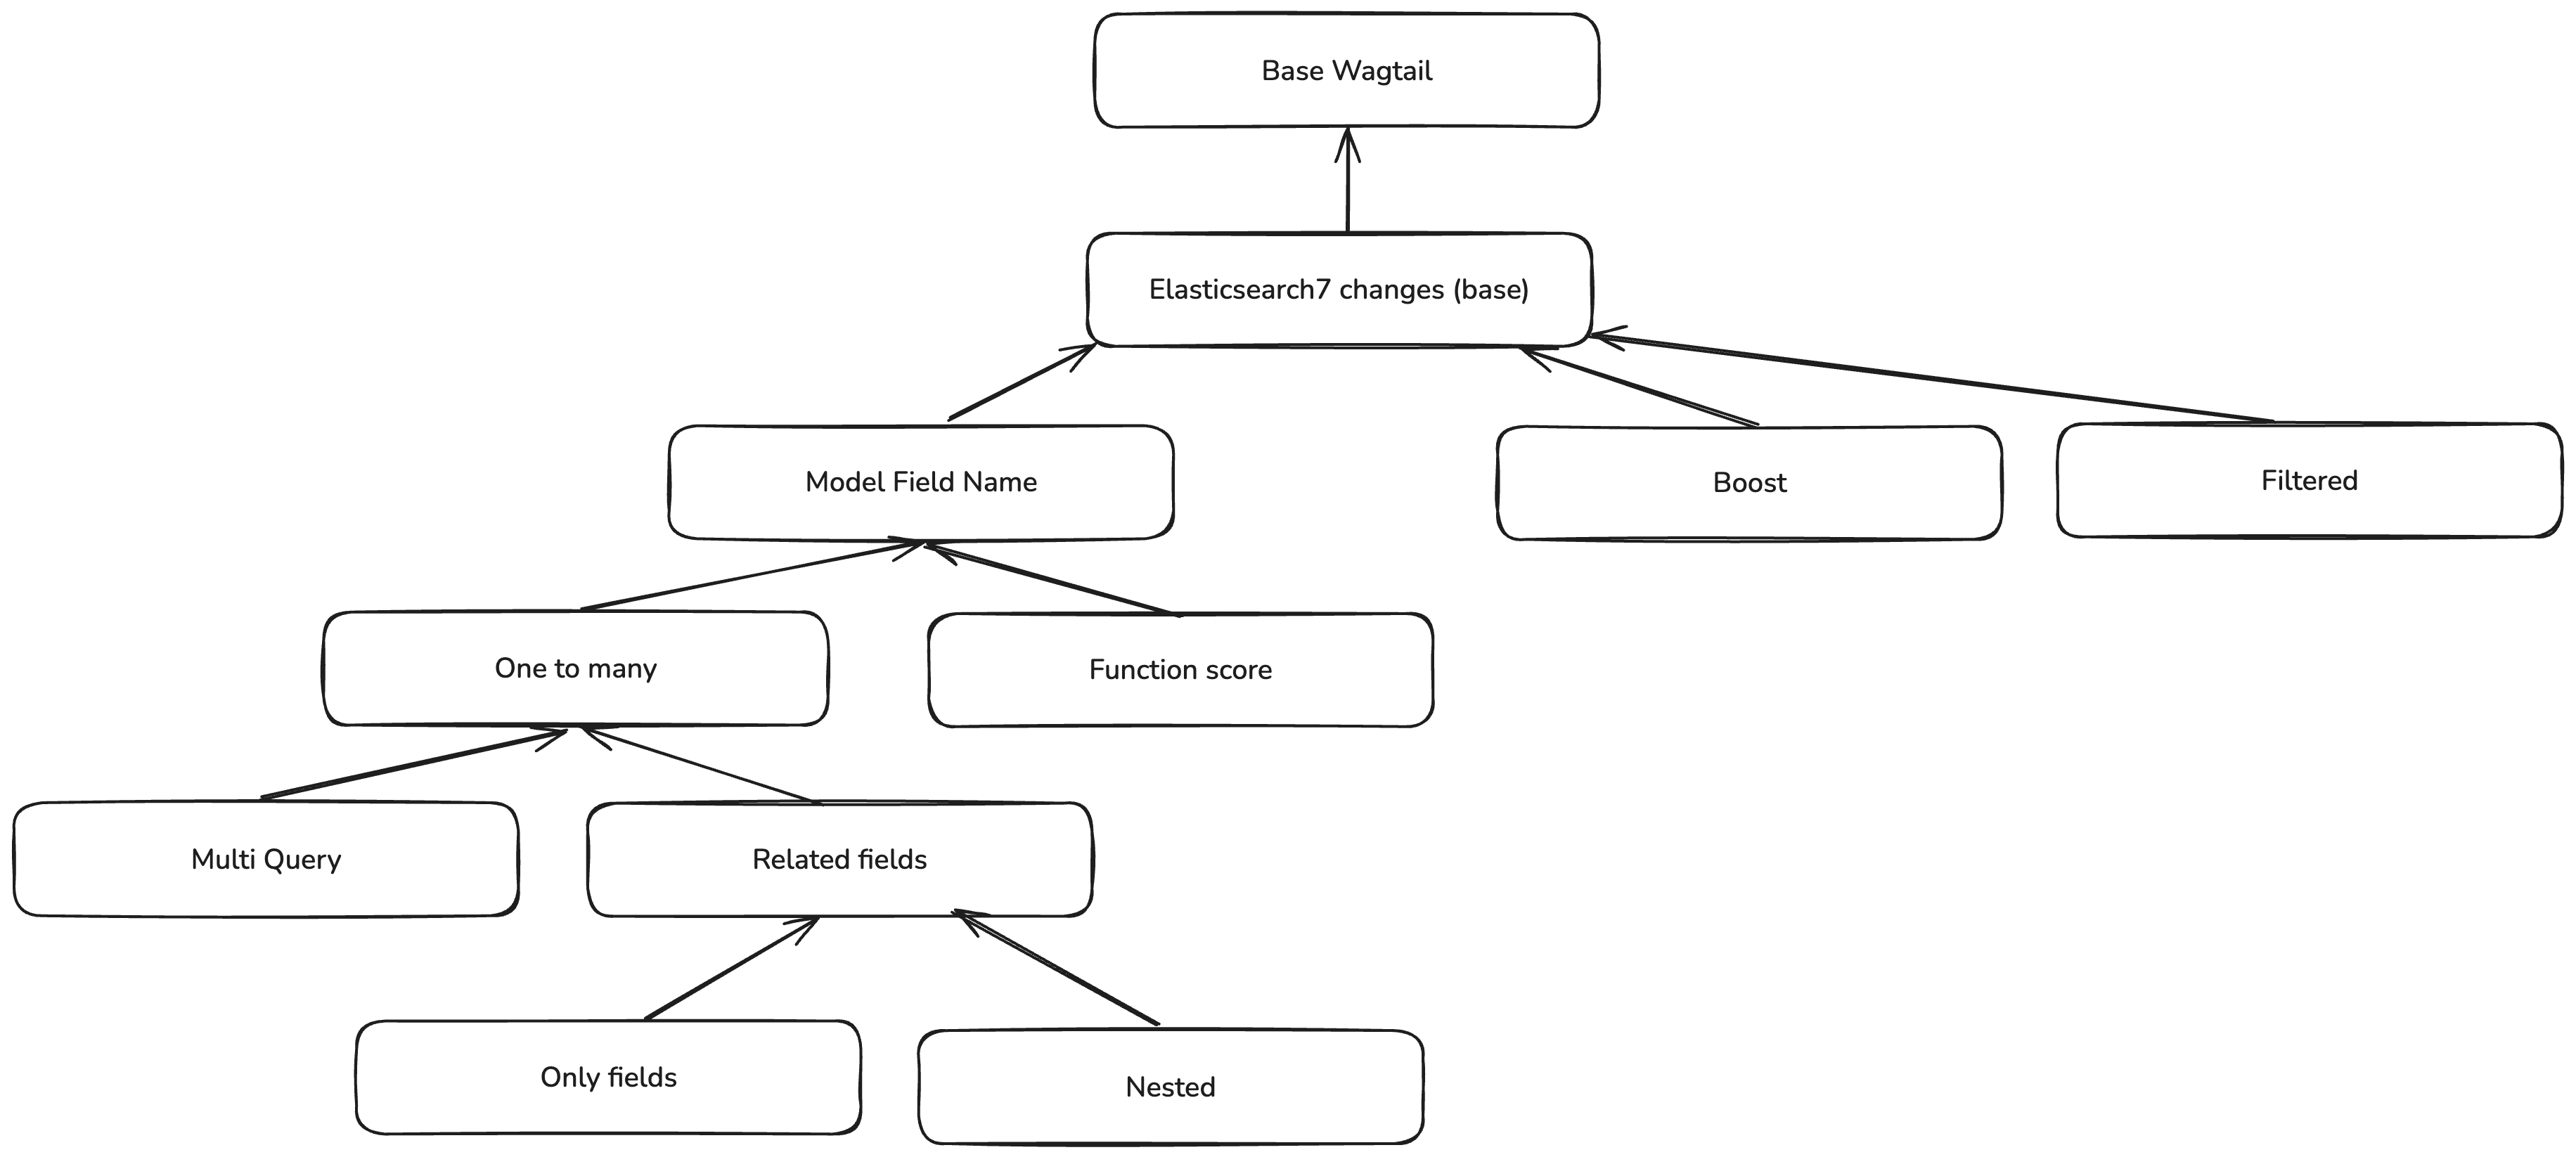 Base Wagtail
Elasticsearch7 changes (base)
Model Field Name
Boost
Filtered
One to many
Function score
Multi Query
Related fields
Only fields
Nested